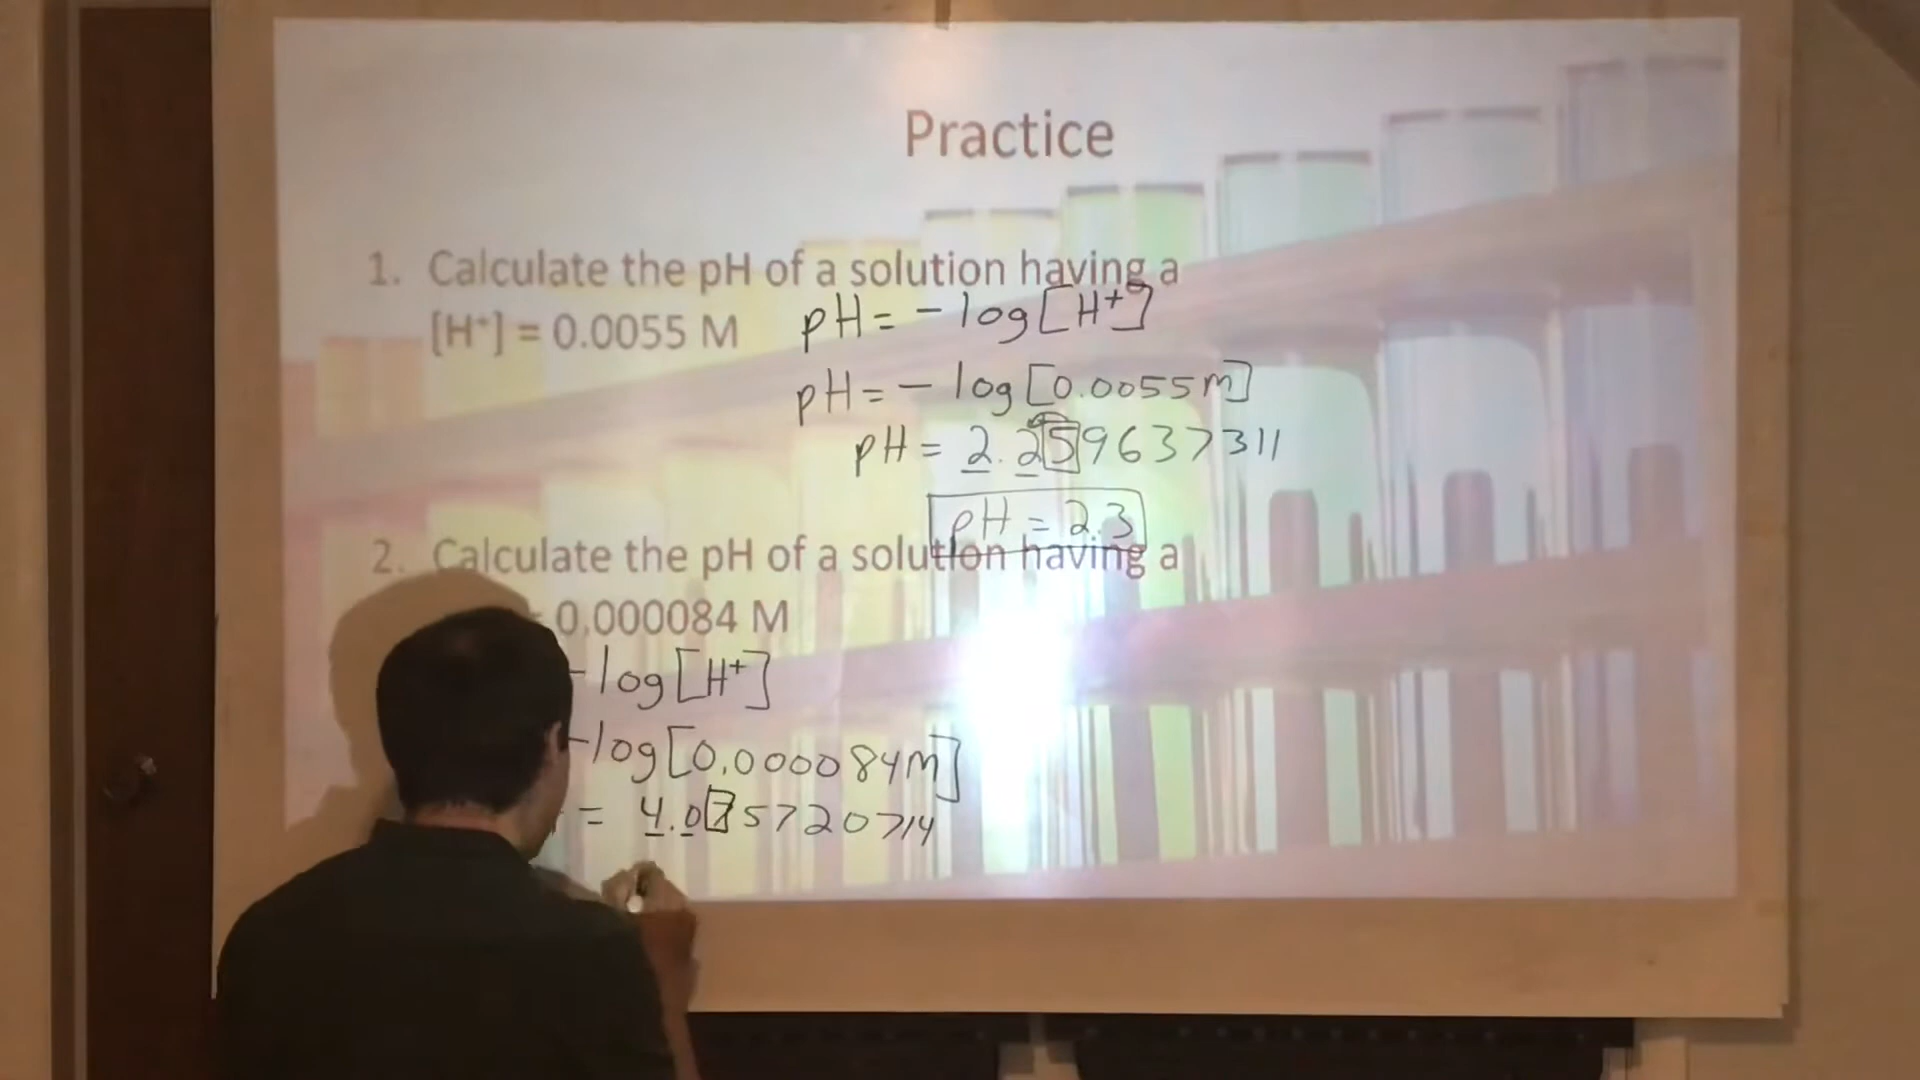 Practice
1. Calculate the pH of a solution having a
[H⁺] = 0.0055 M
pH = - log [H⁺]
pH = - log [0.0055M]
pH = 2.259637311
pH = 2.3
2. Calculate the pH of a solution having a
0.000084 M
-log [H⁺]
-log [0.000084M]
= 4.075720714